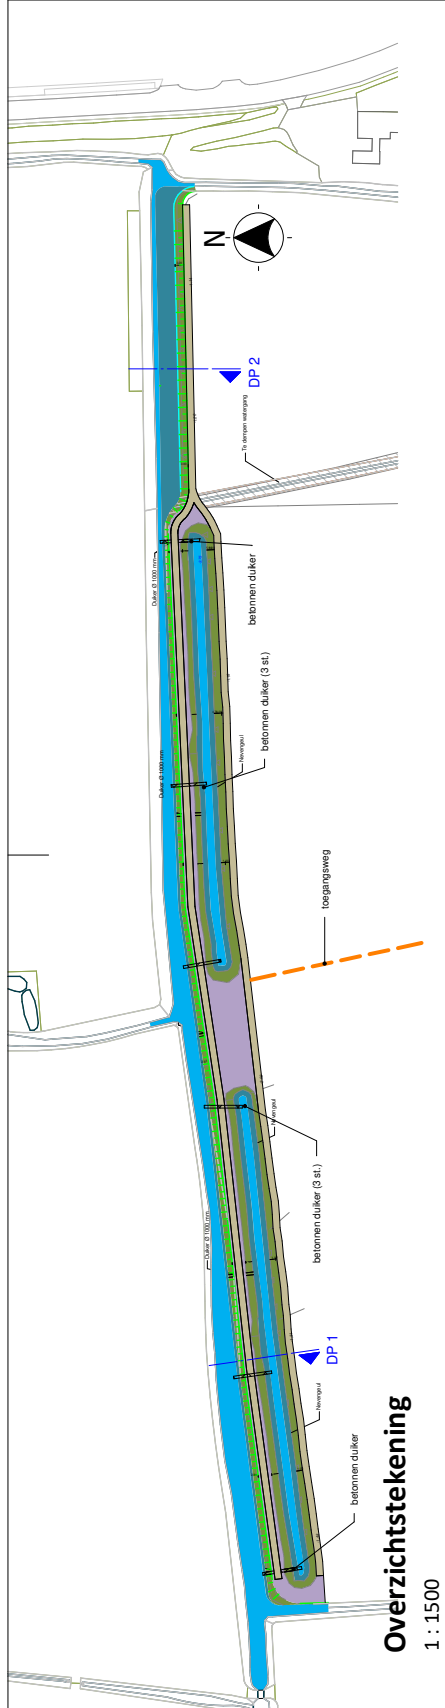 N
DP 2
Te dempen watergang
Duiker Ø 1000 mm
betonnen duiker
betonnen duiker (3 st.)
Nevengeul
Duiker Ø 1000 mm
toegangsweg
Nevengeul
betonnen duiker (3 st.)
Duiker Ø 1000 mm
DP 1
Nevengeul
betonnen duiker
Overzichtstekening
1 : 1500